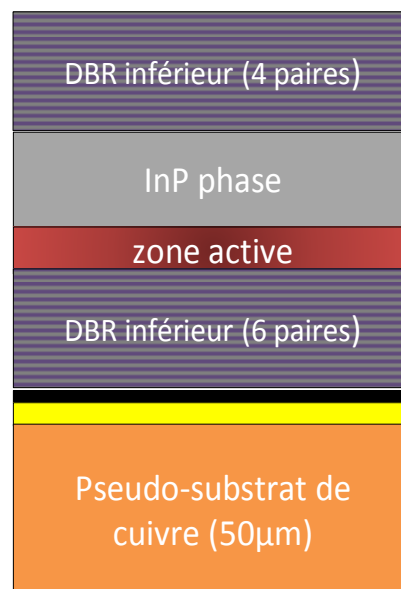 DBR inférieur (4 paires)
InP phase
zone active
DBR inférieur (6 paires)
Pseudo-substrat de
cuivre (50µm)